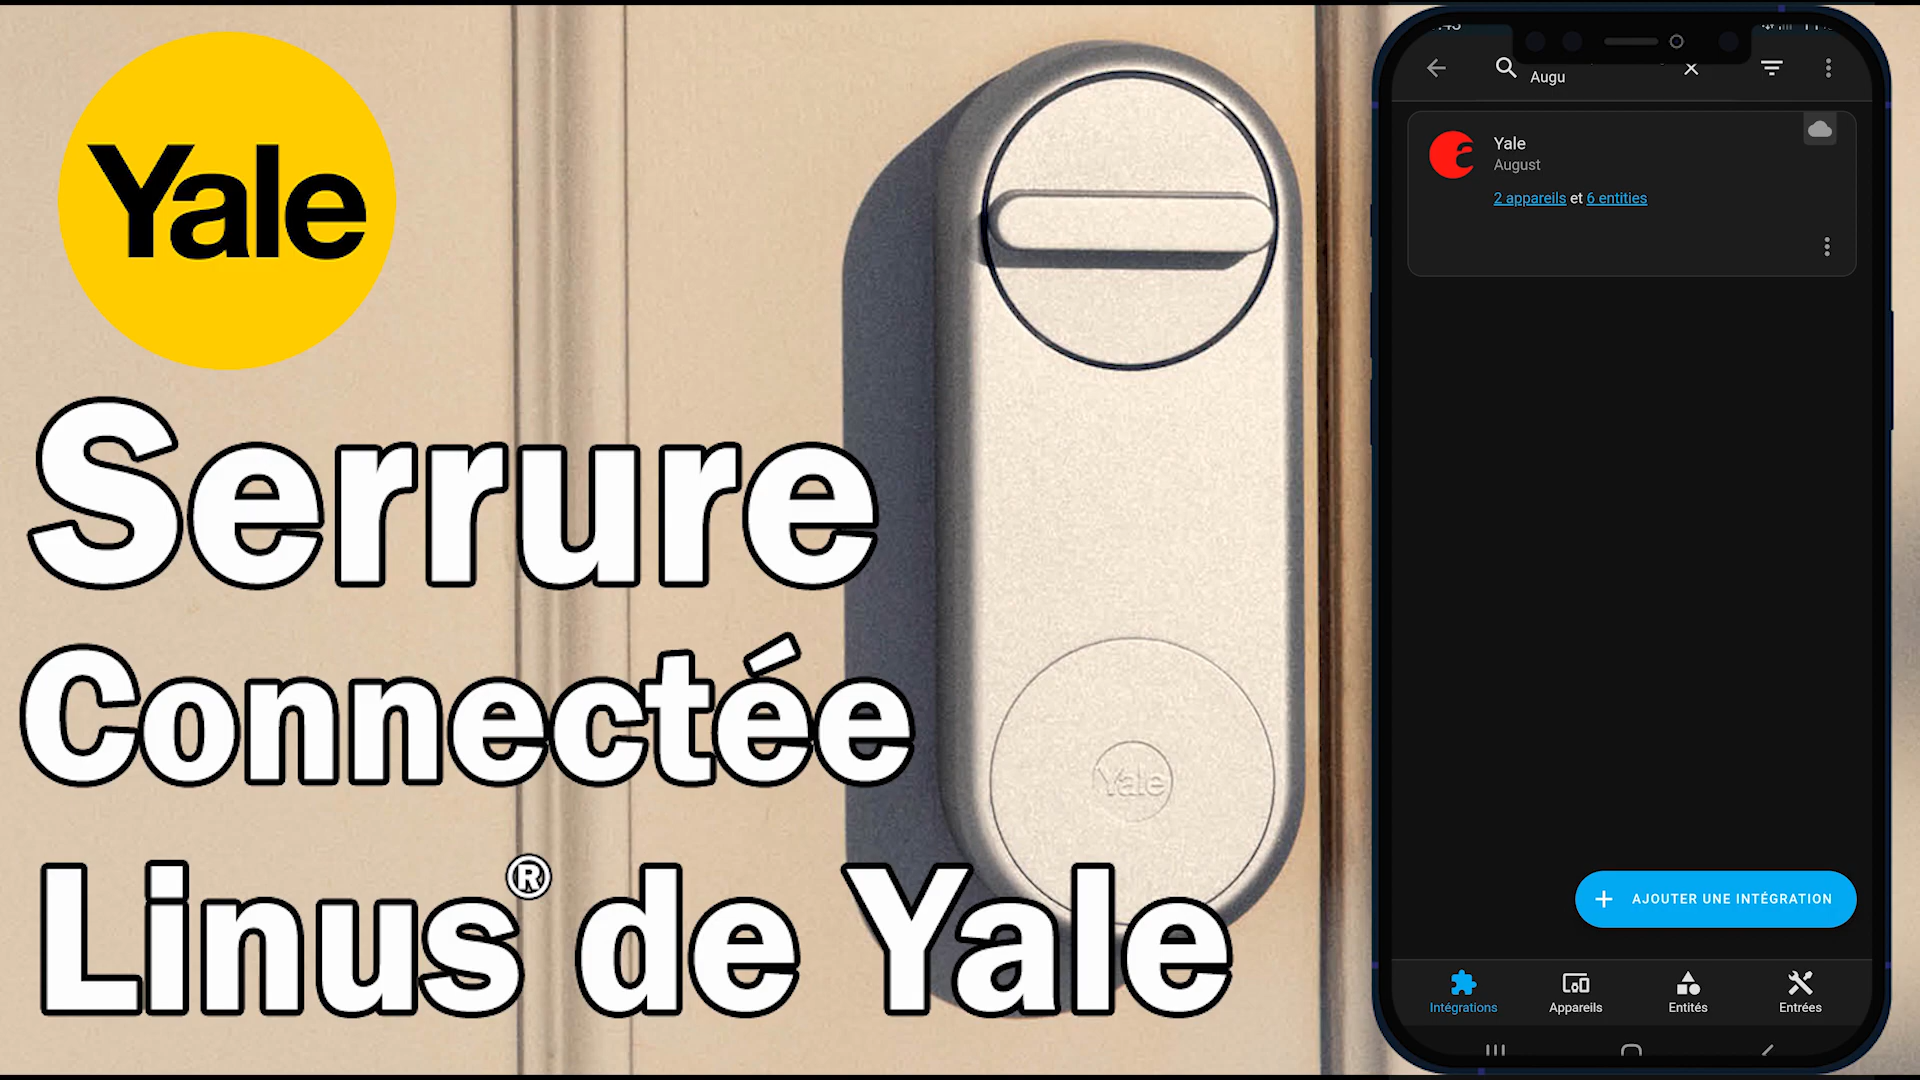 Yale
Serrure
Connectée
Linus® de Yale
Yale
Augu
Yale
August
2 appareils et 6 entities
AJOUTER UNE INTÉGRATION
Intégrations
Appareils
Entités
Entrées